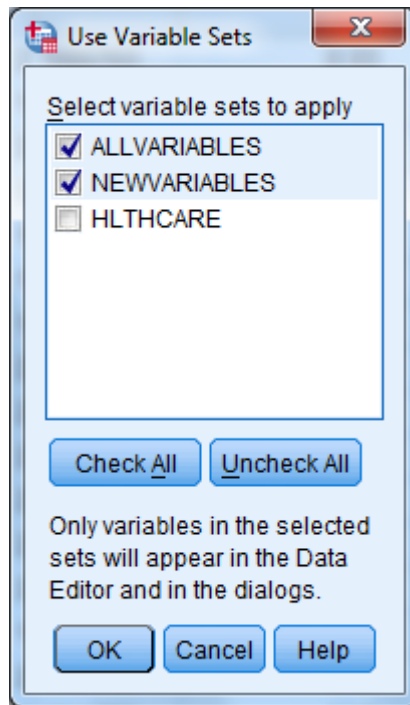 Use Variable Sets
Select variable sets to apply
ALLVARIABLES
NEWVARIABLES
HLTHCARE
Check All Uncheck All
Only variables in the selected
sets will appear in the Data
Editor and in the dialogs.
OK Cancel Help